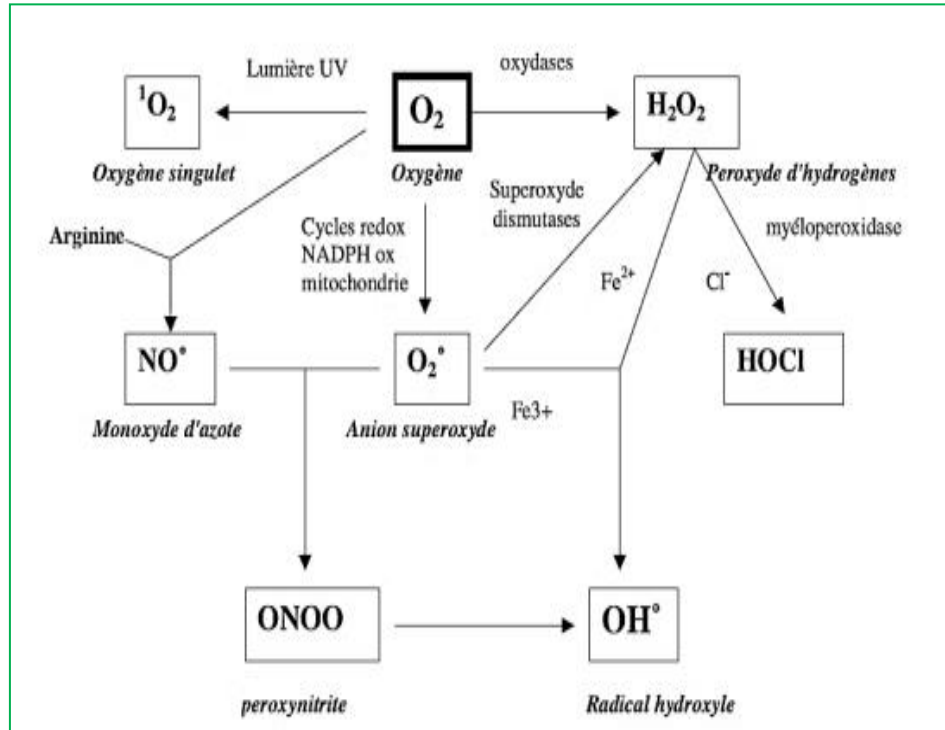 Lumière UV
oxydases
¹O₂
O₂
H₂O₂
Oxygène singulet
Oxygène
Peroxyde d'hydrogènes
Superoxyde
dismutases
Arginine
Cycles redox
NADPH ox
mitochondrie
myéloperoxidase
Fe²⁺
Cl⁻
NO°
O₂°
HOCl
Fe3+
Monoxyde d'azote
Anion superoxyde
ONOO
OH°
peroxynitrite
Radical hydroxyle